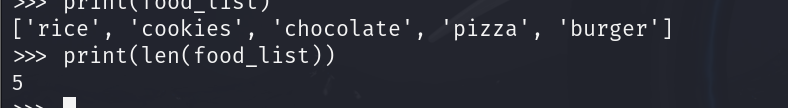 >>> print(food_list)
['rice', 'cookies', 'chocolate', 'pizza', 'burger']
>>> print(len(food_list))
5
>>>